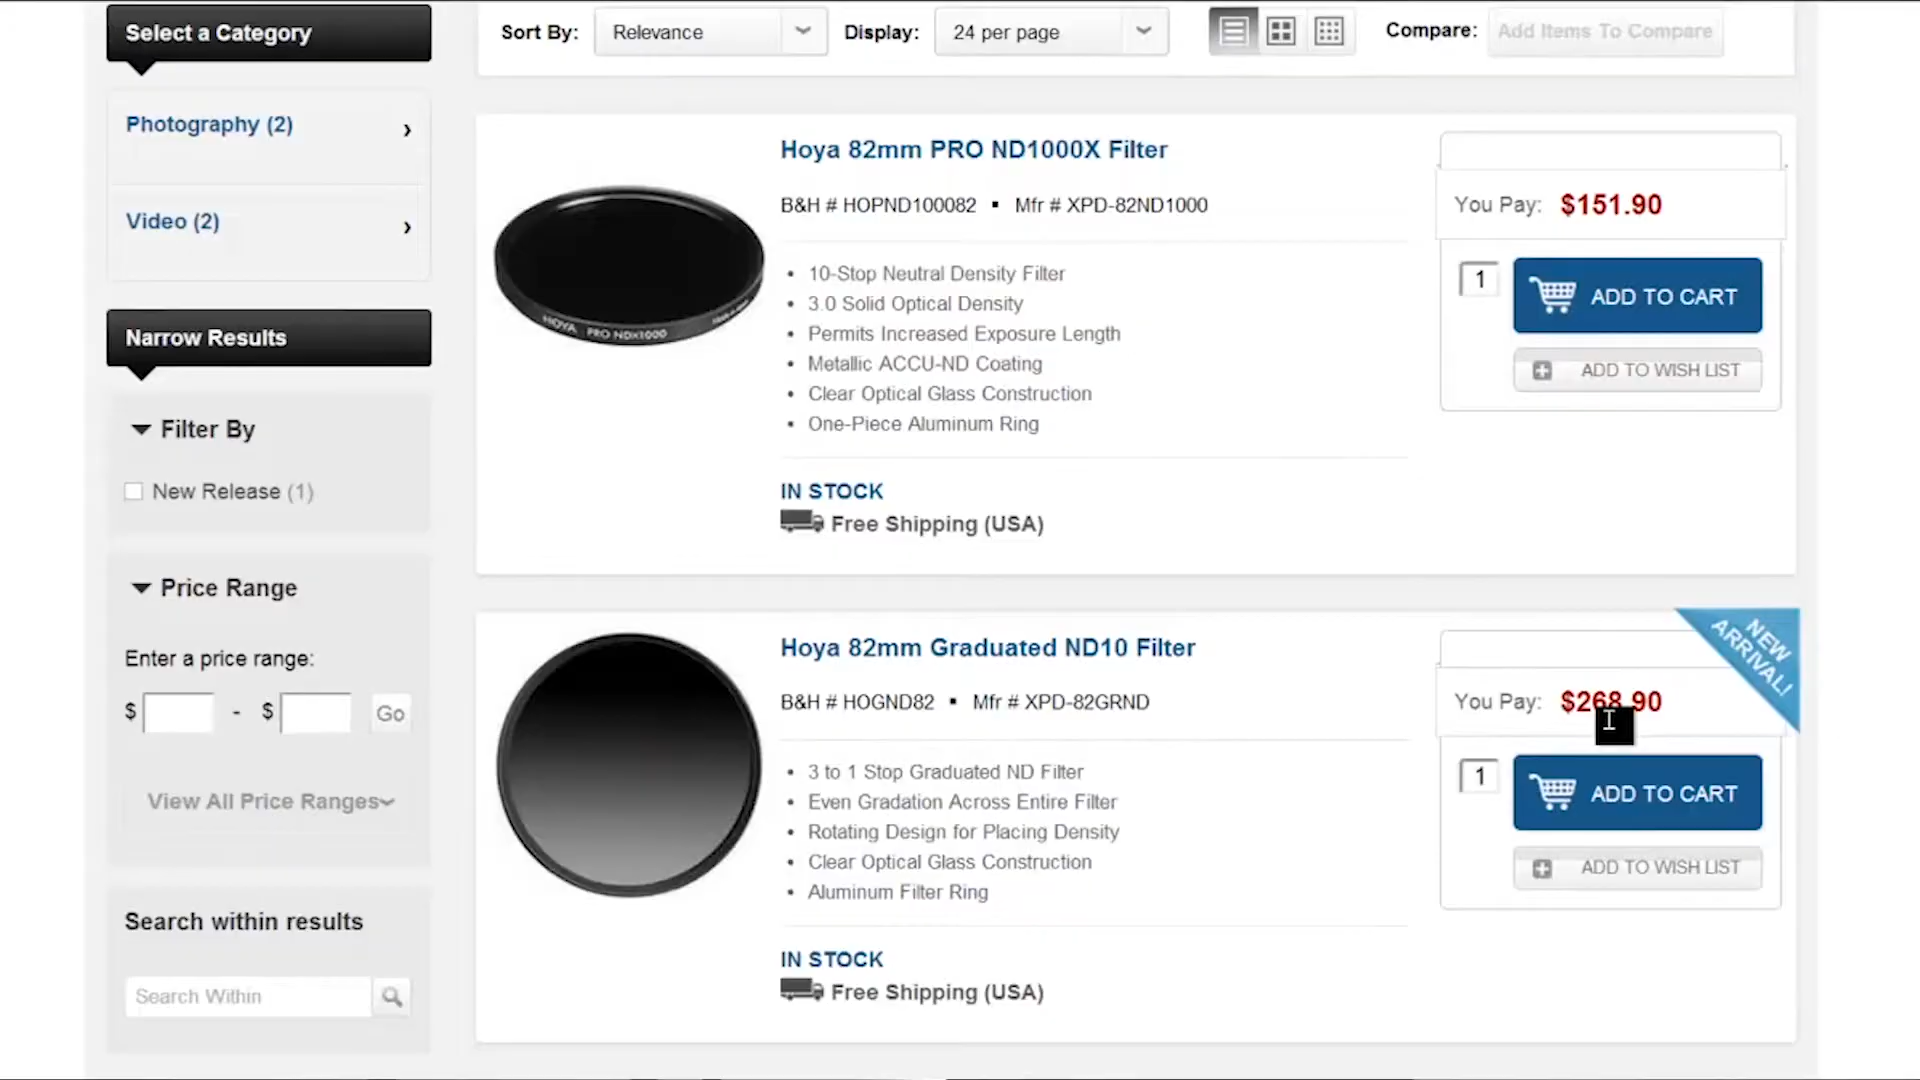 Select a Category
Sort By: Relevance Display: 24 per page Compare: Add Items To Compare
Photography (2)
Video (2)
Narrow Results
Filter By
New Release (1)
Price Range
Enter a price range:
$ - $ Go
View All Price Ranges
Search within results
Search Within
Hoya 82mm PRO ND1000X Filter
B&H # HOPND100082 ▪ Mfr # XPD-82ND1000
• 10-Stop Neutral Density Filter
• 3.0 Solid Optical Density
• Permits Increased Exposure Length
• Metallic ACCU-ND Coating
• Clear Optical Glass Construction
• One-Piece Aluminum Ring
IN STOCK
Free Shipping (USA)
HOYA PRO NDx1000
You Pay: $151.90
1 ADD TO CART
ADD TO WISH LIST
Hoya 82mm Graduated ND10 Filter
B&H # HOGND82 ▪ Mfr # XPD-82GRND
• 3 to 1 Stop Graduated ND Filter
• Even Gradation Across Entire Filter
• Rotating Design for Placing Density
• Clear Optical Glass Construction
• Aluminum Filter Ring
IN STOCK
Free Shipping (USA)
NEW
ARRIVAL!
You Pay: $268.90
1 ADD TO CART
ADD TO WISH LIST